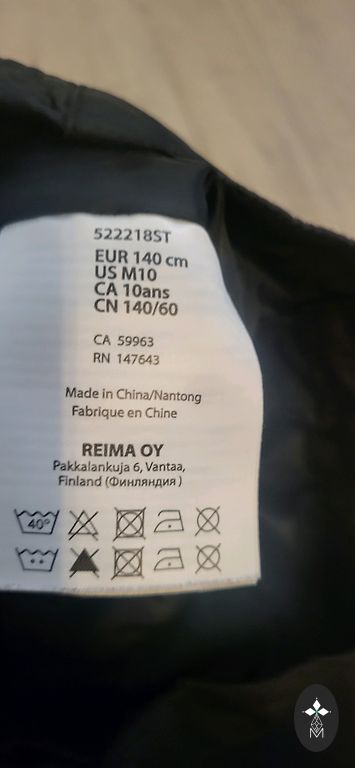 522218ST
EUR 140 cm
US M10
CA 10ans
CN 140/60
CA 59963
RN 147643
Made in China/Nantong
Fabrique en Chine
REIMA OY
Pakkalankuja 6, Vantaa,
Finland (Финляндия)
40°
M